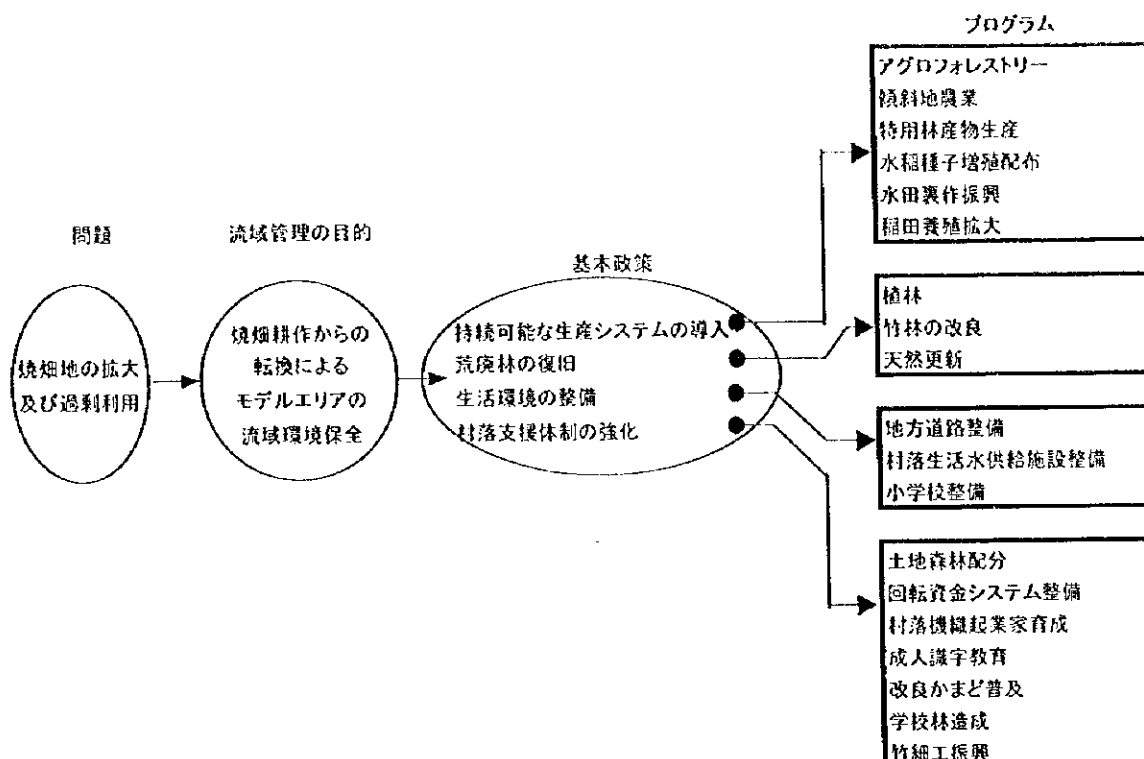 問題
焼畑地の拡大
及び過剰利用
流域管理の目的
焼畑耕作からの
転換による
モデルエリアの
流域環境保全
基本政策
持続可能な生産システムの導入
荒廃林の復旧
生活環境の整備
村落支援体制の強化
プログラム
アグロフォレストリー
傾斜地農業
特用林産物生産
水稲種子増殖配布
水田裏作振興
稲田養殖拡大
植林
竹林の改良
天然更新
地方道路整備
村落生活水供給施設整備
小学校整備
土地森林配分
回転資金システム整備
村落機織起業家育成
成人識字教育
改良かまど普及
学校林造成
竹細工振興